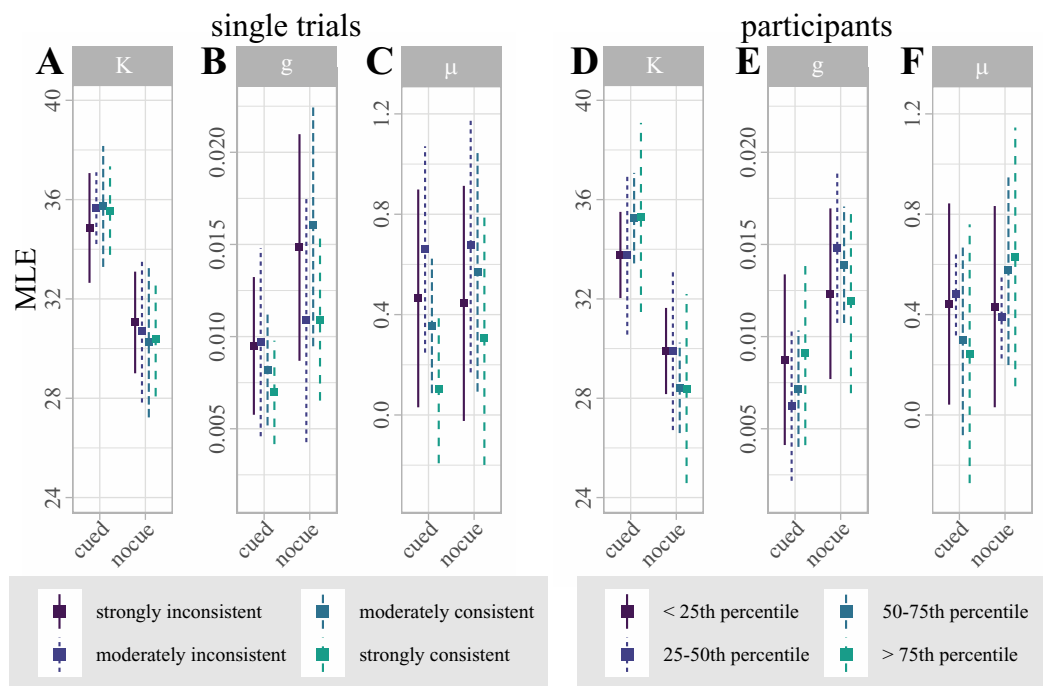 single trials
participants
A
K
B
g
C
μ
D
K
E
g
F
μ
MLE
40
36
32
28
24
0.020
0.015
0.010
0.005
1.2
0.8
0.4
0.0
40
36
32
28
24
0.020
0.015
0.010
0.005
1.2
0.8
0.4
0.0
cued
nocue
cued
nocue
cued
nocue
cued
nocue
cued
nocue
cued
nocue
strongly inconsistent
moderately consistent
moderately inconsistent
strongly consistent
< 25th percentile
50-75th percentile
25-50th percentile
> 75th percentile